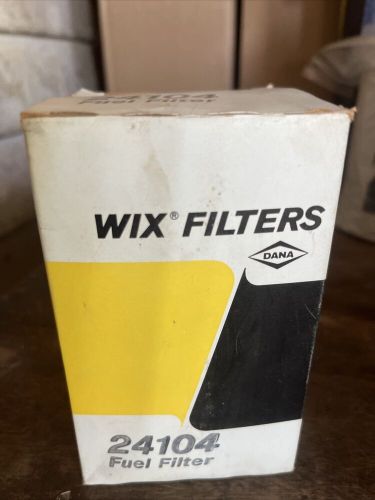 24104
Fuel Filter
WIX® FILTERS
DANA
24104
Fuel Filter